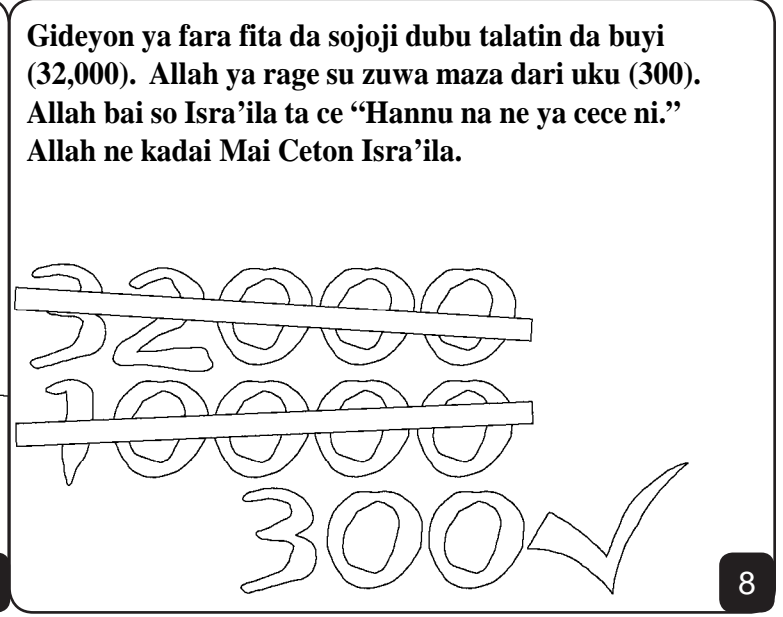 Gideyon ya fara fita da sojoji dubu talatin da buyi
(32,000). Allah ya rage su zuwa maza dari uku (300).
Allah bai so Isra’ila ta ce “Hannu na ne ya cece ni.”
Allah ne kadai Mai Ceton Isra’ila.
32000
10000
300
8